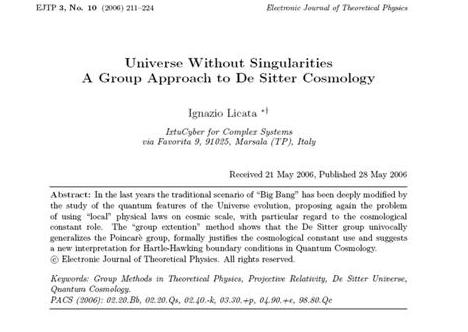 EJTP 3, No. 10 (2006) 211–224 Electronic Journal of Theoretical Physics
Universe Without Singularities
A Group Approach to De Sitter Cosmology
Ignazio Licata *†
IxtuCyber for Complex Systems
via Favorita 9, 91025, Marsala (TP), Italy
Received 21 May 2006, Published 28 May 2006
Abstract: In the last years the traditional scenario of "Big Bang" has been deeply modified by
the study of the quantum features of the Universe evolution, proposing again the problem
of using "local" physical laws on cosmic scale, with particular regard to the cosmological
constant role. The "group extention" method shows that the De Sitter group univocally
generalizes the Poincarè group, formally justifies the cosmological constant use and suggests
a new interpretation for Hartle-Hawking boundary conditions in Quantum Cosmology.
© Electronic Journal of Theoretical Physics. All rights reserved.
Keywords: Group Methods in Theoretical Physics, Projective Relativity, De Sitter Universe,
Quantum Cosmology.
PACS (2006): 02.20.Bb, 02.20.Qs, 02.40.-k, 03.30.+p, 04.90.+e, 98.80.Qc